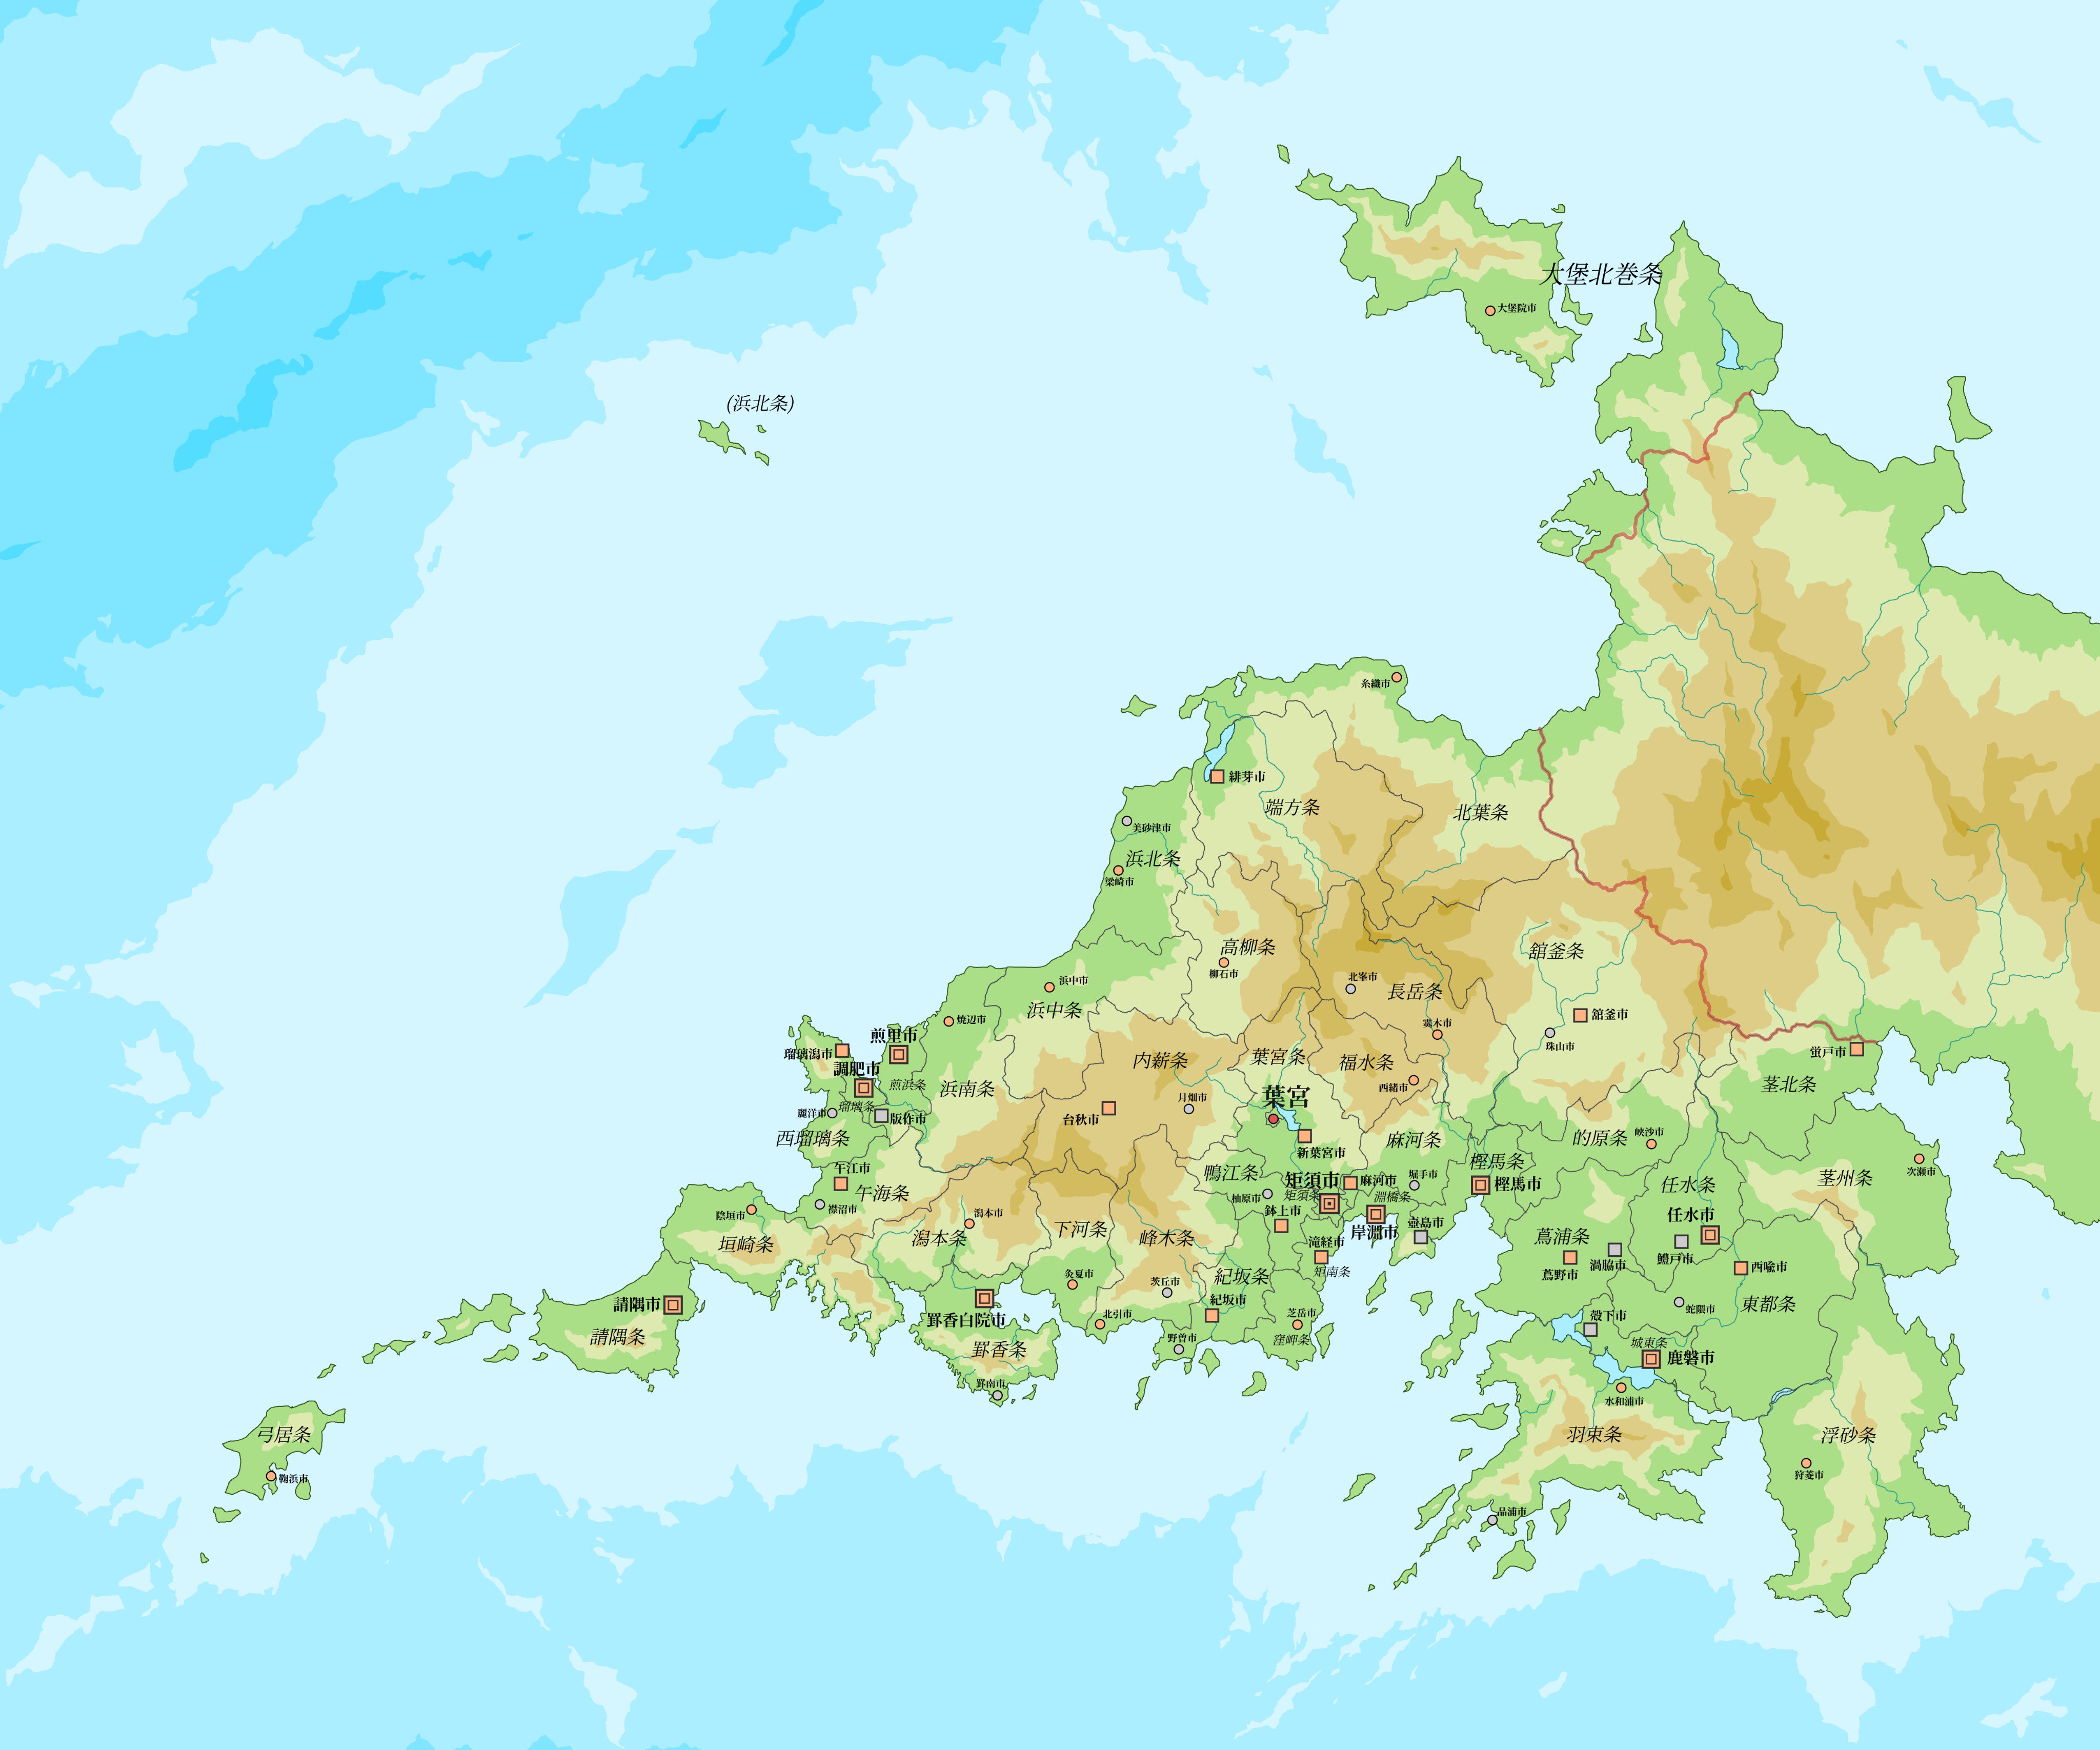 大堡北巻条
大堡院市
(浜北条)
糸織市
緋芽市
端方条
北葉条
美砂津市
浜北条
梁崎市
高柳条
柳石市
舘釜条
浜中市
浜中条
北峯市
長岳条
焼辺市
舘釜市
靄木市
煎里市
珠山市
瑠璃潟市
調肥市
内薪条
葉宮条
福水条
蛍戸市
茎北条
煎浜条
浜南条
西緒市
月畑市
葉宮
瑠璃条
麗洋市
版作市
台秋市
西瑠璃条
新葉宮市
麻河条
的原条
峡沙市
午江市
鴨江条
樫馬条
次瀬市
矩須市
麻河市
堀手市
樫馬市
任水条
茎州条
午海条
柚原市
矩須条
淵橋条
襟沼市
陰垣市
潟本市
鉢上市
壺島市
任水市
垣崎条
潟本条
下河条
峰木条
滝経市
岸淵市
蔦浦条
渦脇市
鱧戸市
蔦野市
西喩市
灸夏市
茨丘市
紀坂条
矩南条
請隅市
紀坂市
蛇隈市
東都条
罫香白院市
北引市
芝岳市
殻下市
請隅条
野曽市
窪岬条
城東条
罫香条
鹿磐市
罫南市
水和浦市
弓居条
羽束条
浮砂条
鞠浜市
狩菱市
品浦市